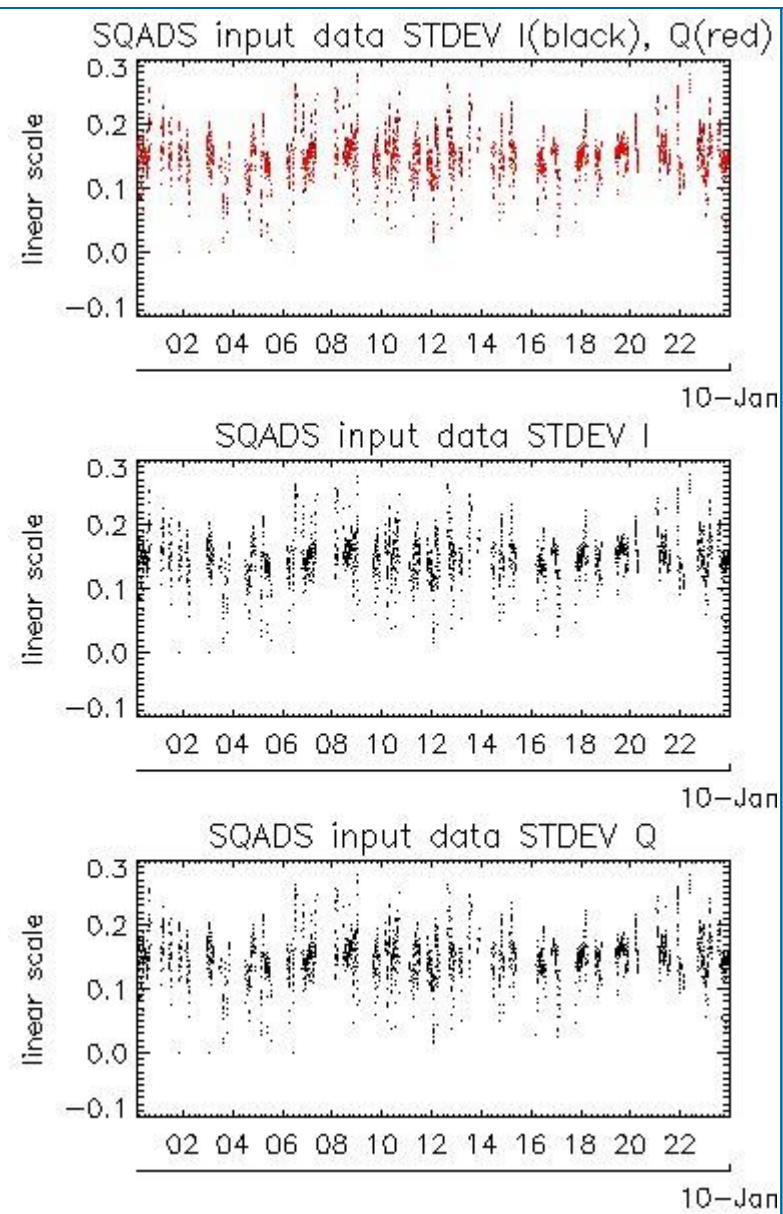 SQADS input data STDEV I(black), Q(red)
0.3
0.2
0.1
0.0
−0.1
linear scale
02 04 06 08 10 12 14 16 18 20 22
10−Jan
SQADS input data STDEV I
0.3
0.2
0.1
0.0
−0.1
linear scale
02 04 06 08 10 12 14 16 18 20 22
10−Jan
SQADS input data STDEV Q
0.3
0.2
0.1
0.0
−0.1
linear scale
02 04 06 08 10 12 14 16 18 20 22
10−Jan